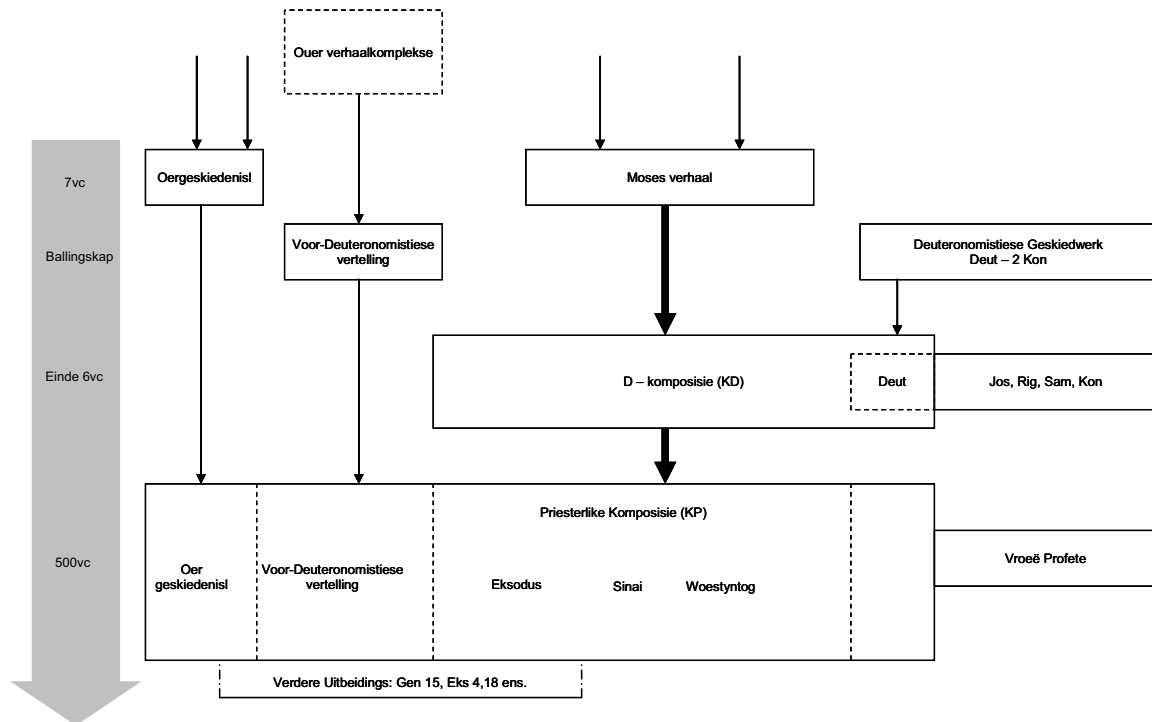 Ouer verhaalkomplekse
7vc
Oergeskiedenisl
Moses verhaal
Ballingskap
Voor-Deuteronomistiese
vertelling
Deuteronomistiese Geskiedwerk
Deut – 2 Kon
Einde 6vc
D – komposisie (KD)
Deut
Jos, Rig, Sam, Kon
Priesterlike Komposisie (KP)
500vc
Oer
geskiedenisl
Voor-Deuteronomistiese
vertelling
Eksodus
Sinai
Woestyntog
Vroeë Profete
Verdere Uitbeidings: Gen 15, Eks 4,18 ens.